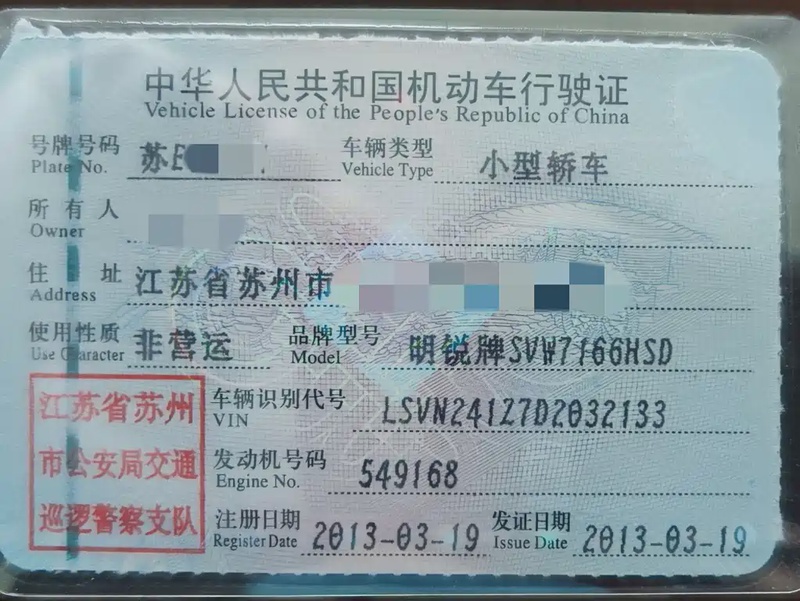 中华人民共和国机动车行驶证
Vehicle License of the People's Republic of China
号牌号码 苏E 车辆类型 小型轿车
Plate No. Vehicle Type
所有人
Owner
住址 江苏省苏州市
Address
使用性质 非营运 品牌型号 明锐牌SVW7166HSD
Use Character Model
江苏省苏州
市公安局交通
巡逻警察支队
车辆识别代号 LSVN241Z7D2032133
VIN
发动机号码 549168
Engine No.
注册日期 2013-03-19 发证日期 2013-03-19
Register Date Issue Date